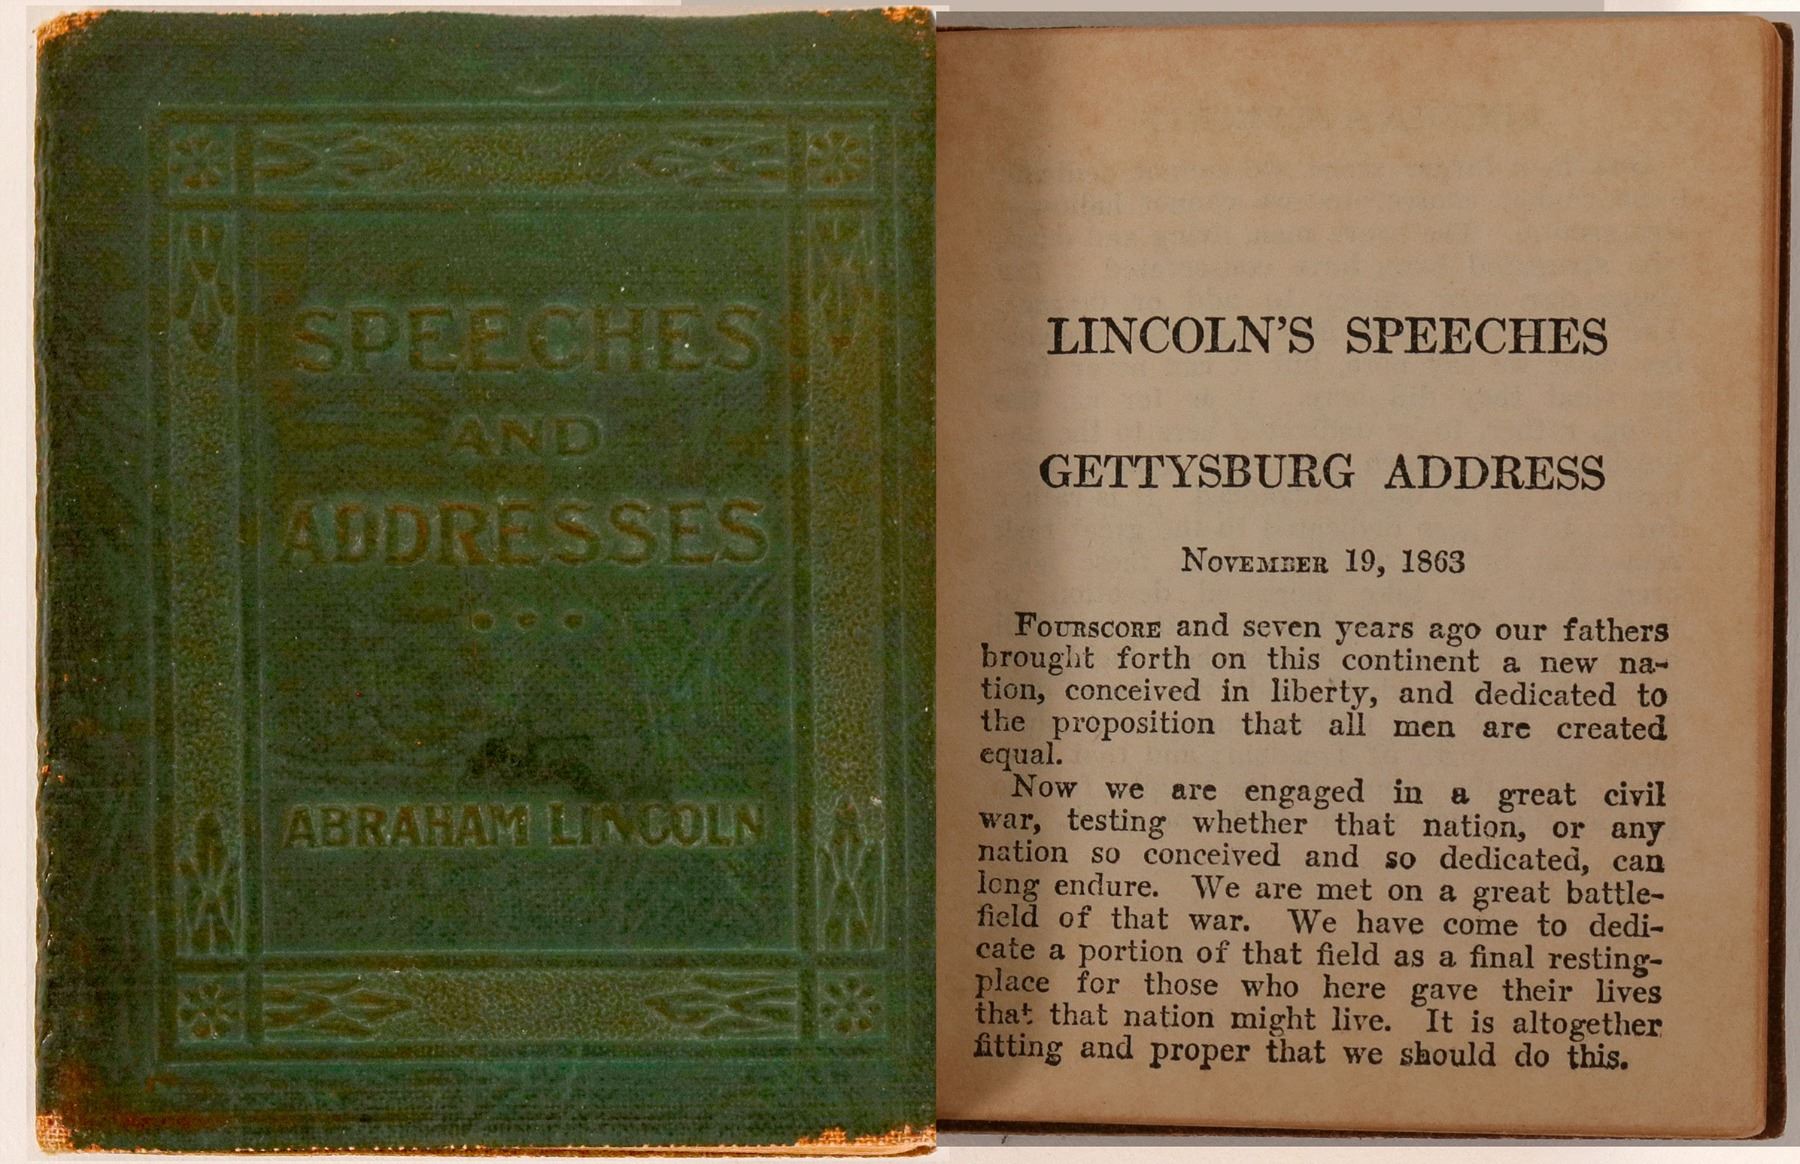 SPEECHES
AND
ADDRESSES
ABRAHAM LINCOLN
LINCOLN'S SPEECHES
GETTYSBURG ADDRESS
NOVEMBER 19, 1863
FOURSCORE and seven years ago our fathers
brought forth on this continent a new na-
tion, conceived in liberty, and dedicated to
the proposition that all men are created
equal.
Now we are engaged in a great civil
war, testing whether that nation, or any
nation so conceived and so dedicated, can
long endure. We are met on a great battle-
field of that war. We have come to dedi-
cate a portion of that field as a final resting-
place for those who here gave their lives
that that nation might live. It is altogether
fitting and proper that we should do this.